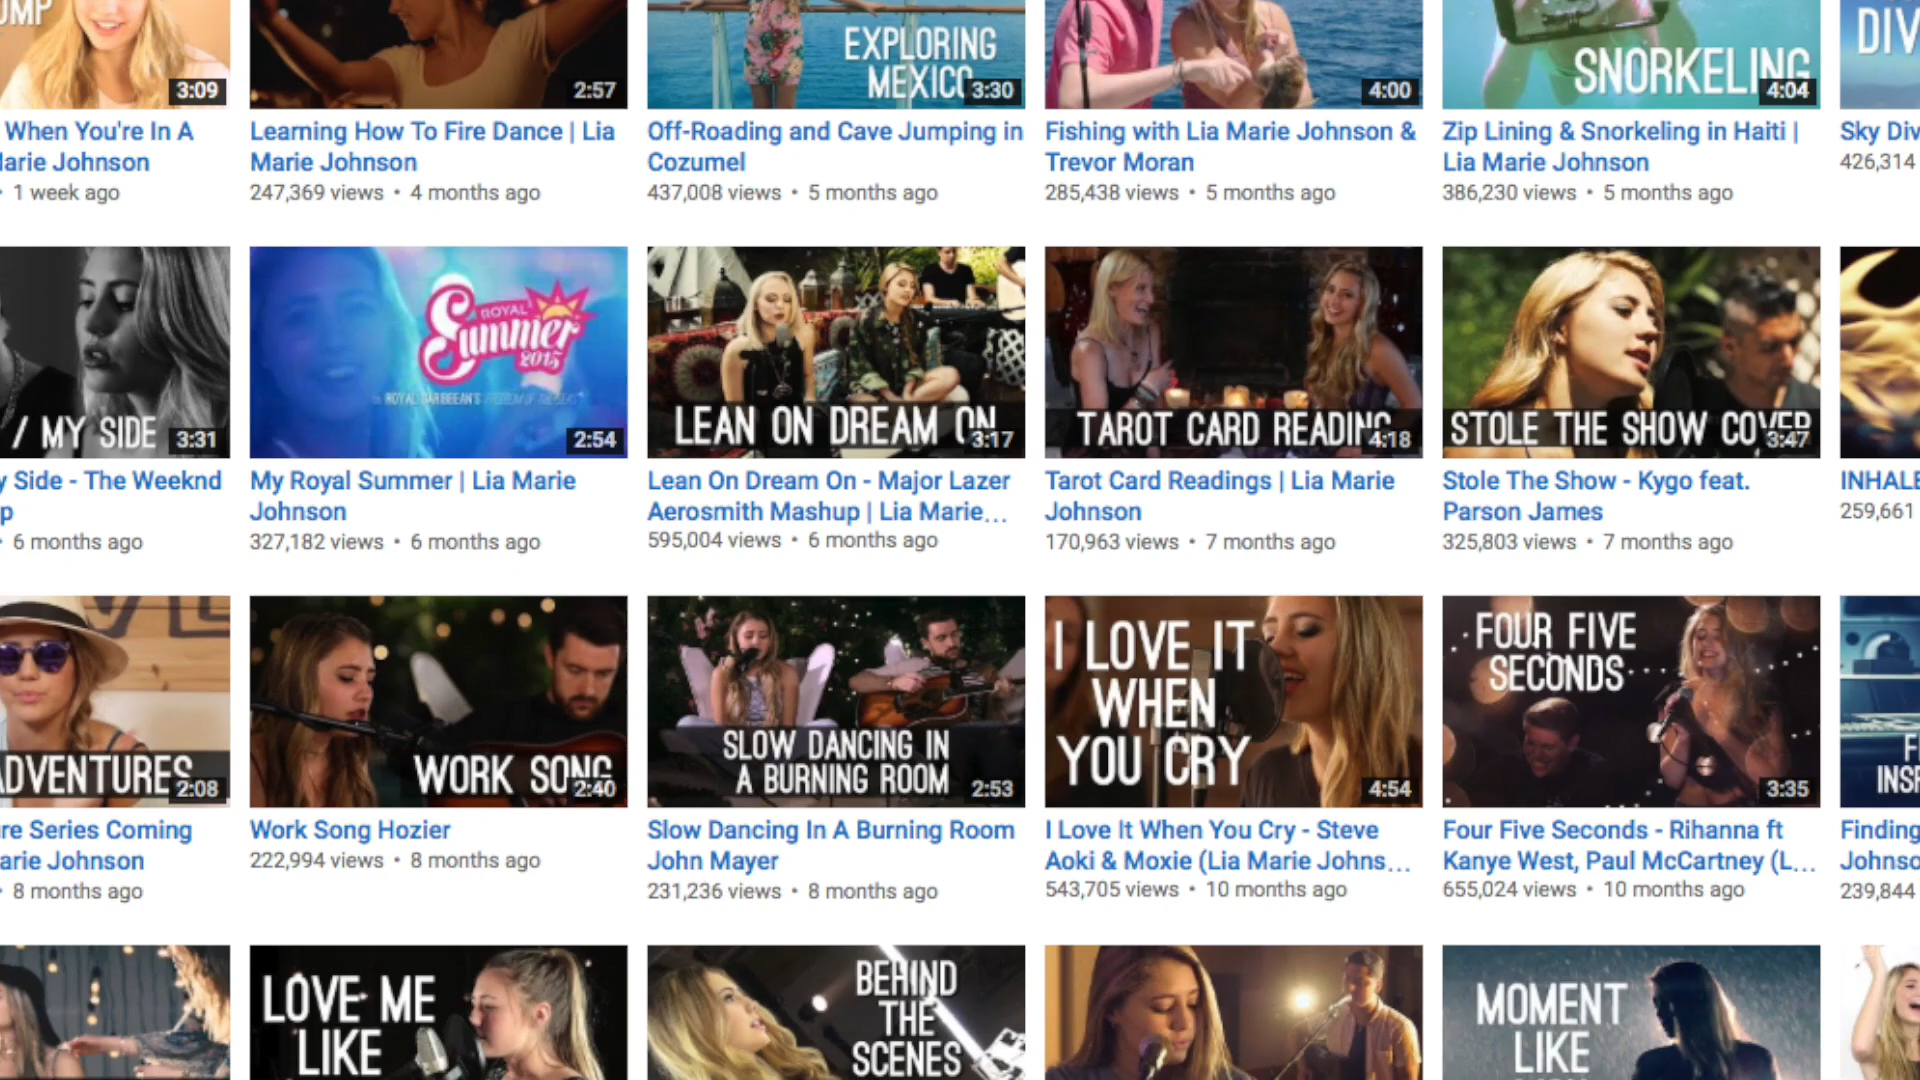 UMP
3:09
When You're In A
Marie Johnson
• 1 week ago
2:57
Learning How To Fire Dance | Lia
Marie Johnson
247,369 views • 4 months ago
EXPLORING
MEXICO
3:30
Off-Roading and Cave Jumping in
Cozumel
437,008 views • 5 months ago
4:00
Fishing with Lia Marie Johnson &
Trevor Moran
285,438 views • 5 months ago
SNORKELING
4:04
Zip Lining & Snorkeling in Haiti |
Lia Marie Johnson
386,230 views • 5 months ago
DIV
Sky Div
426,314
/ MY SIDE
3:31
y Side - The Weeknd
p
• 6 months ago
ROYAL
Summer
2015
ROYAL CARIBBEAN'S
2:54
My Royal Summer | Lia Marie
Johnson
327,182 views • 6 months ago
LEAN ON DREAM ON
3:17
Lean On Dream On - Major Lazer
Aerosmith Mashup | Lia Marie...
595,004 views • 6 months ago
TAROT CARD READING
4:18
Tarot Card Readings | Lia Marie
Johnson
170,963 views • 7 months ago
STOLE THE SHOW COVER
3:47
Stole The Show - Kygo feat.
Parson James
325,803 views • 7 months ago
INHALE
259,661
ADVENTURES
2:08
re Series Coming
arie Johnson
• 8 months ago
WORK SONG
2:40
Work Song Hozier
222,994 views • 8 months ago
SLOW DANCING IN
A BURNING ROOM
2:53
Slow Dancing In A Burning Room
John Mayer
231,236 views • 8 months ago
I LOVE IT
WHEN
YOU CRY
4:54
I Love It When You Cry - Steve
Aoki & Moxie (Lia Marie Johns...
543,705 views • 10 months ago
FOUR FIVE
SECONDS
3:35
Four Five Seconds - Rihanna ft
Kanye West, Paul McCartney (L...
655,024 views • 10 months ago
F
INSP
Finding
Johnso
239,844
LOVE ME
LIKE
BEHIND
THE
SCENES
MOMENT
LIKE